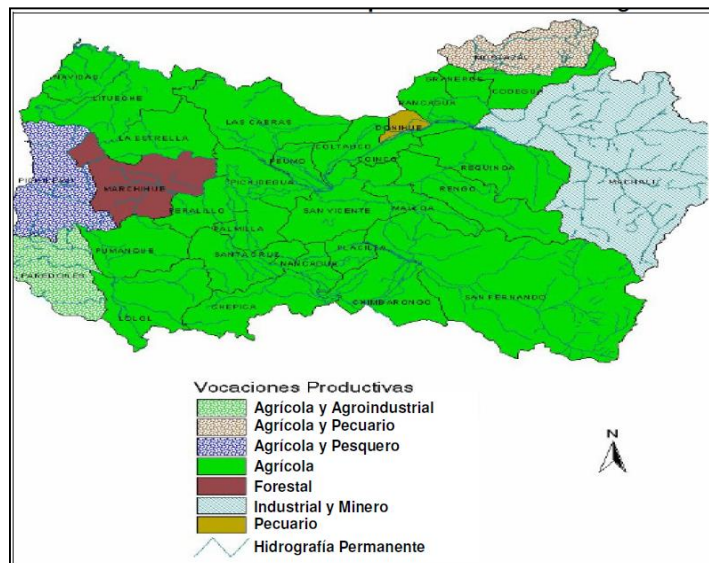 MOSTAZAL
GRANEROS
CODEGUA
NAVIDAD
RANCAGUA
LITUECHE
LAS CABRAS
DOÑIHUE
LA ESTRELLA
COLTAUCO
PEUMO
COINCO
REQUINOA
MACHALI
PICHILEMU
MARCHIHUE
PICHIDEGUA
RENGO
PERALILLO
SAN VICENTE
MALLOA
PALMILLA
PUMANQUE
PLACILLA
SANTA CRUZ
NANCAGUA
PAREDONES
CHEPICA
CHIMBARONGO
SAN FERNANDO
LOLOL
Vocaciones Productivas
Agrícola y Agroindustrial
Agrícola y Pecuario
Agrícola y Pesquero
Agrícola
Forestal
Industrial y Minero
Pecuario
Hidrografía Permanente
N